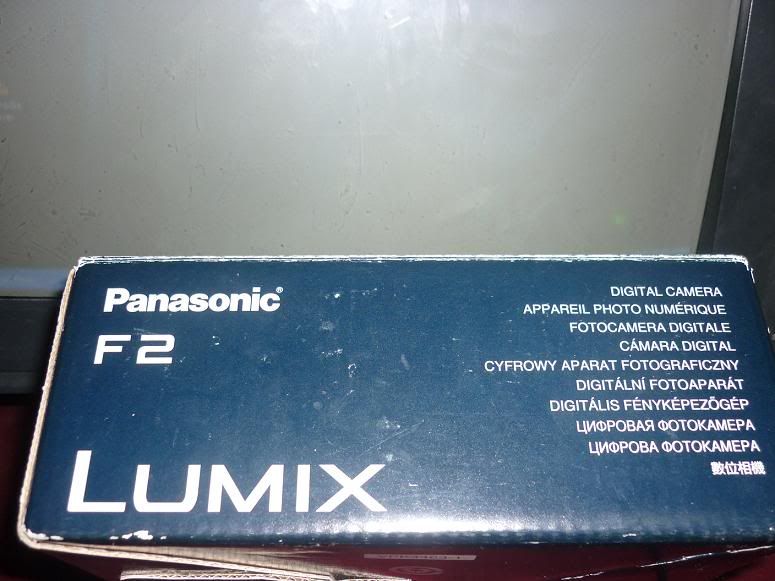 Panasonic®
F2
LUMIX
DIGITAL CAMERA
APPAREIL PHOTO NUMÉRIQUE
FOTOCAMERA DIGITALE
CÁMARA DIGITAL
CYFROWY APARAT FOTOGRAFICZNY
DIGITÁLNÍ FOTOAPARÁT
DIGITÁLIS FÉNYKÉPEZŐGÉP
ЦИФРОВАЯ ФОТОКАМЕРА
ЦИФРОВА ФОТОКАМЕРА
數位相機